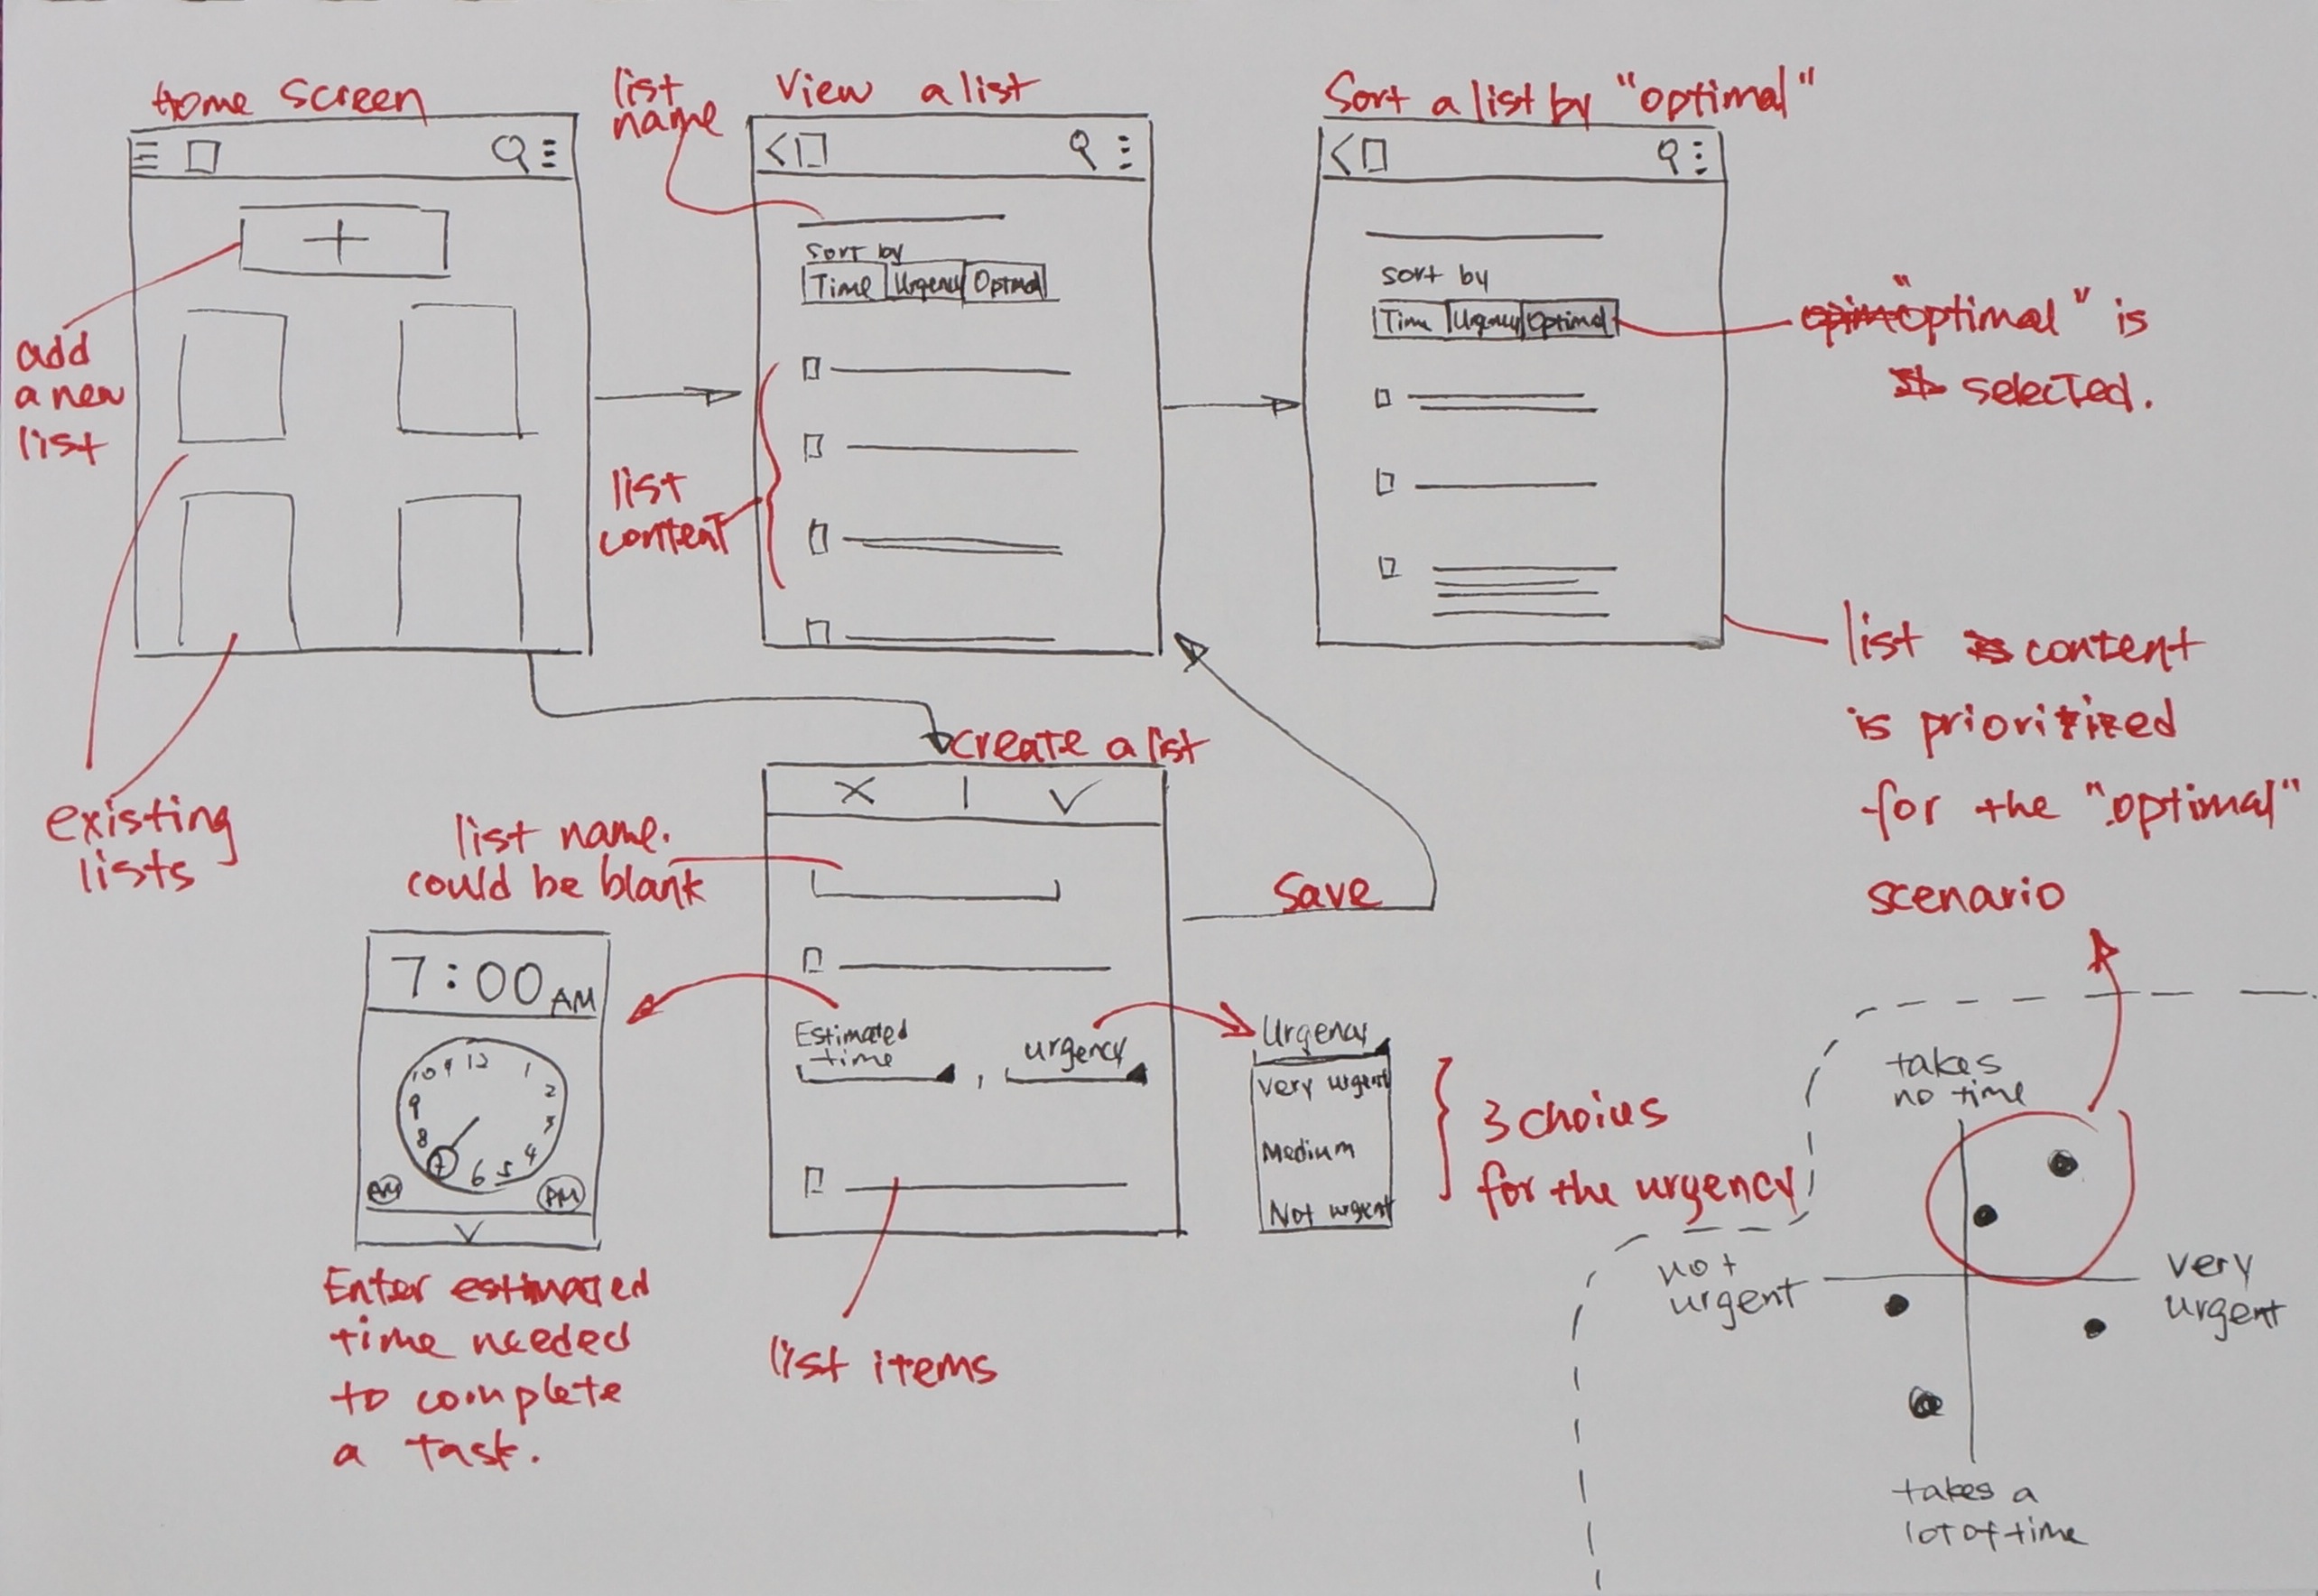 Home Screen
add
a new
list
existing
lists
list
name
View a list
Sort by
Time Urgency Optimal
list
content
Sort a list by "optimal"
sort by
Time Urgency Optimal
"optimal" is
selected.
list content
is prioritized
for the "optimal"
scenario
create a list
X | ✓
list name.
could be blank
Save
Estimated
time
, urgency
list items
7:00 AM
12
1
2
3
4
5
6
7
8
9
10
9
AM
PM
Enter estimated
time needed
to complete
a task.
Urgency
Very urgent
Medium
Not urgent
3 choius
for the urgency
takes
no time
not
urgent
very
urgent
takes a
lot of time